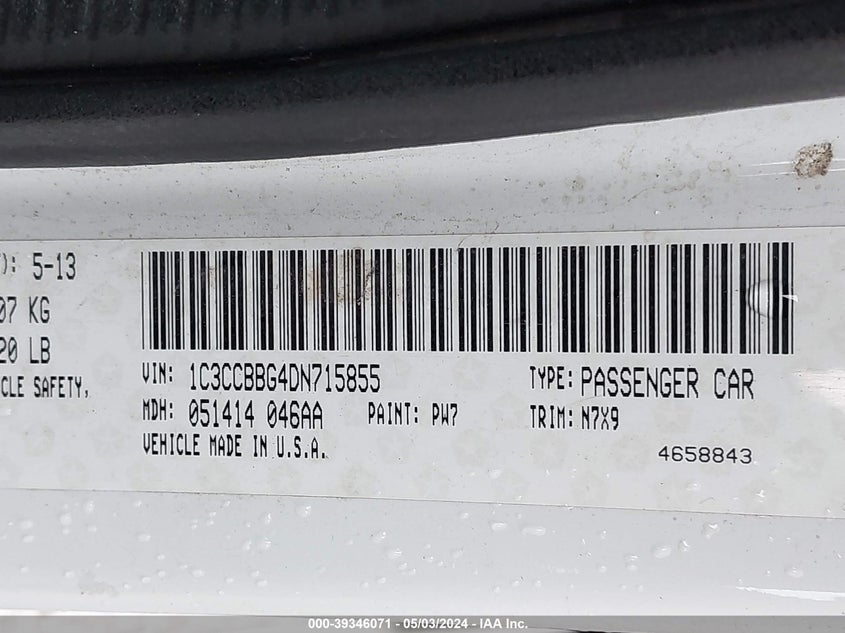 ): 5-13
07 KG
20 LB
CLE SAFETY,
VIN: 1C3CCBBG4DN715855 TYPE: PASSENGER CAR
MDH: 051414 046AA PAINT: PW7 TRIM: N7X9
VEHICLE MADE IN U.S.A.
4658843
000-39346071 - 05/03/2024 - IAA Inc.